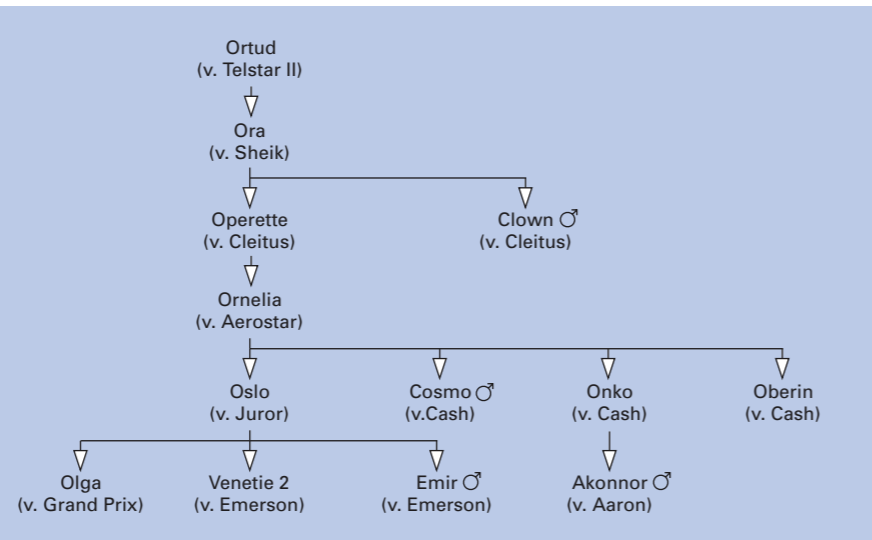 Ortud
(v. Telstar II)
Ora
(v. Sheik)
Operette
(v. Cleitus)
Clown ♂
(v. Cleitus)
Ornelia
(v. Aerostar)
Oslo
(v. Juror)
Cosmo ♂
(v.Cash)
Onko
(v. Cash)
Oberin
(v. Cash)
Olga
(v. Grand Prix)
Venetie 2
(v. Emerson)
Emir ♂
(v. Emerson)
Akonnor ♂
(v. Aaron)